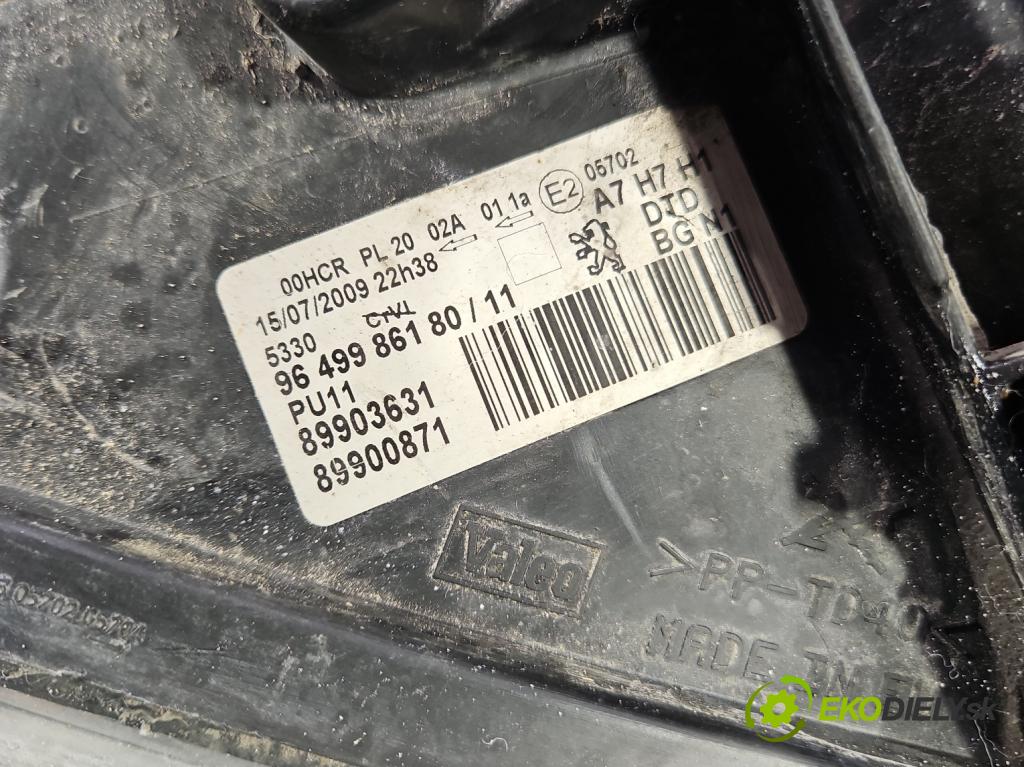 00HCR PL 20 02A 01 1a E2 05702
15/07/2009 22h38
A7 H7 H1
DTD
BG N1
5330
96 499 861 80 / 11
PU11
89903631
89900871
Valeo
>PP-TD40<
MADE IN
EKODIELY.sk